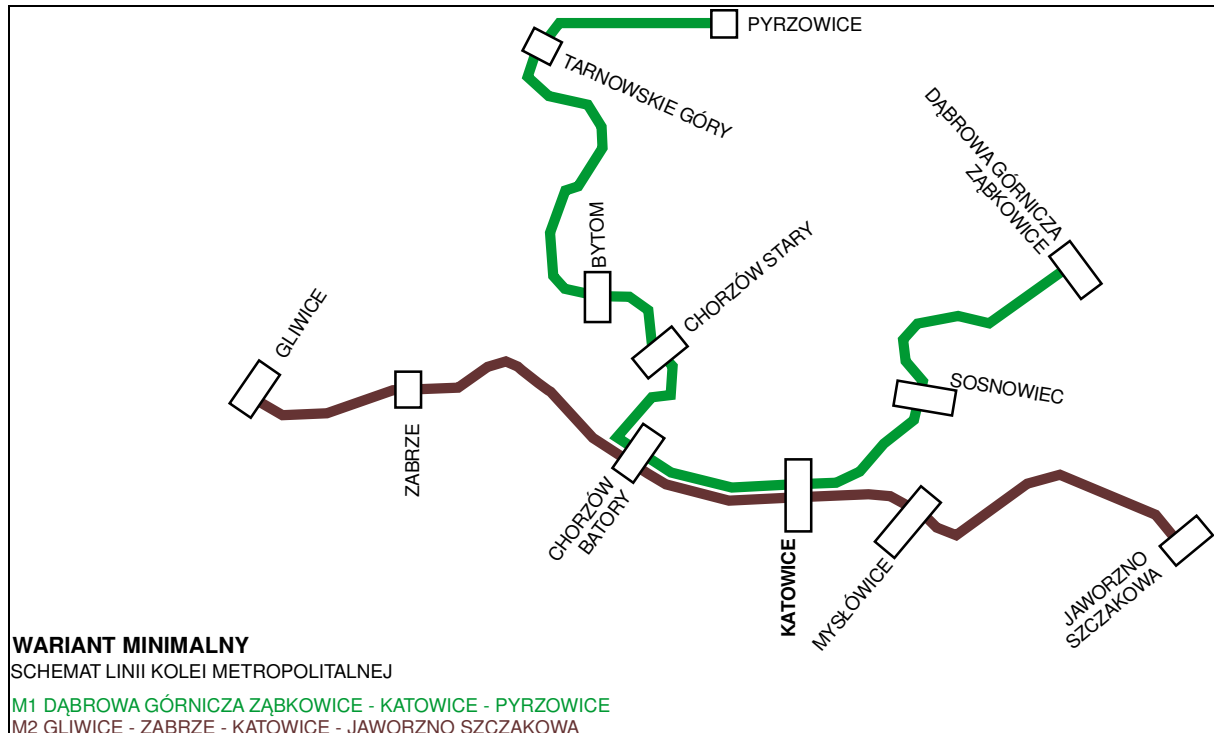 PYRZOWICE
TARNOWSKIE GÓRY
DĄBROWA GÓRNICZA
ZĄBKOWICE
BYTOM
CHORZÓW STARY
GLIWICE
SOSNOWIEC
ZABRZE
CHORZÓW
BATORY
KATOWICE
MYSŁÓWICE
JAWORZNO
SZCZAKOWA
WARIANT MINIMALNY
SCHEMAT LINII KOLEI METROPOLITALNEJ
M1 DĄBROWA GÓRNICZA ZĄBKOWICE - KATOWICE - PYRZOWICE
M2 GLIWICE - ZABRZE - KATOWICE - JAWORZNO SZCZAKOWA